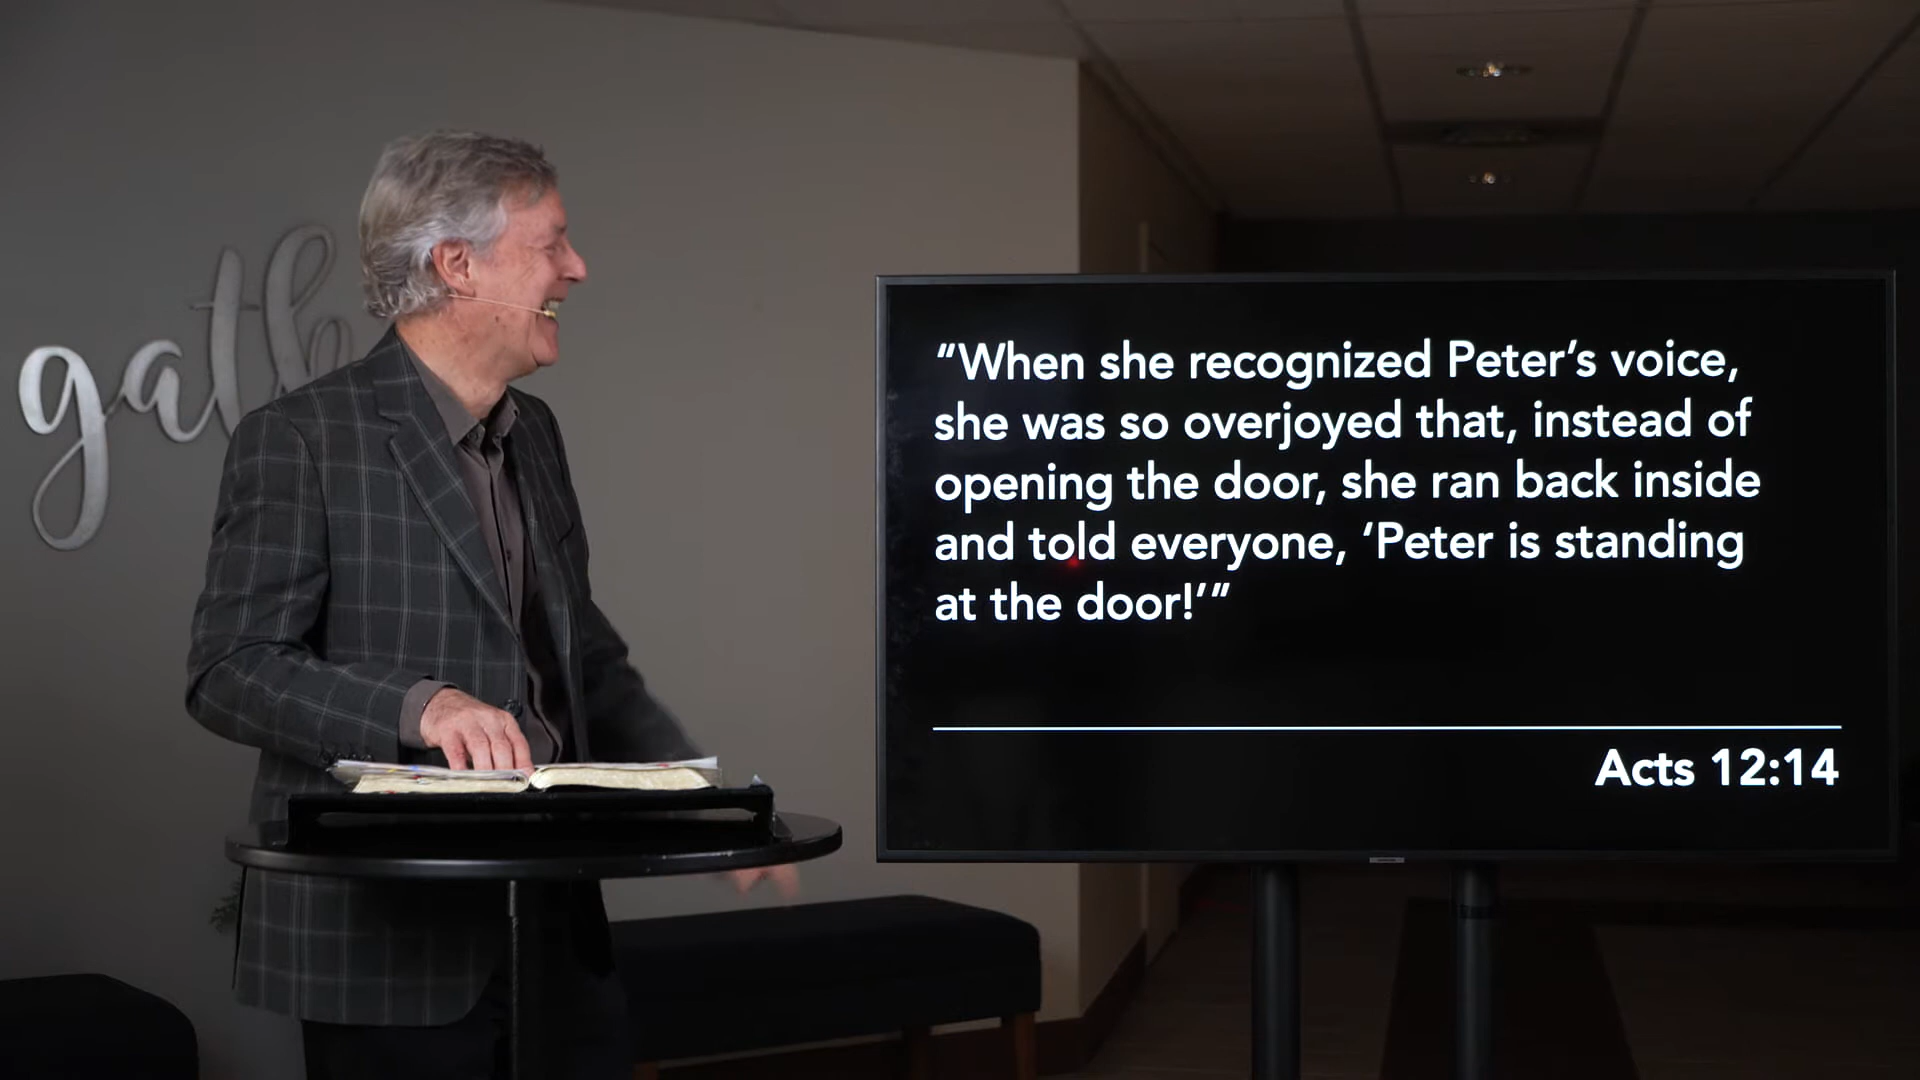 gath
“When she recognized Peter’s voice,
she was so overjoyed that, instead of
opening the door, she ran back inside
and told everyone, ‘Peter is standing
at the door!’”
Acts 12:14